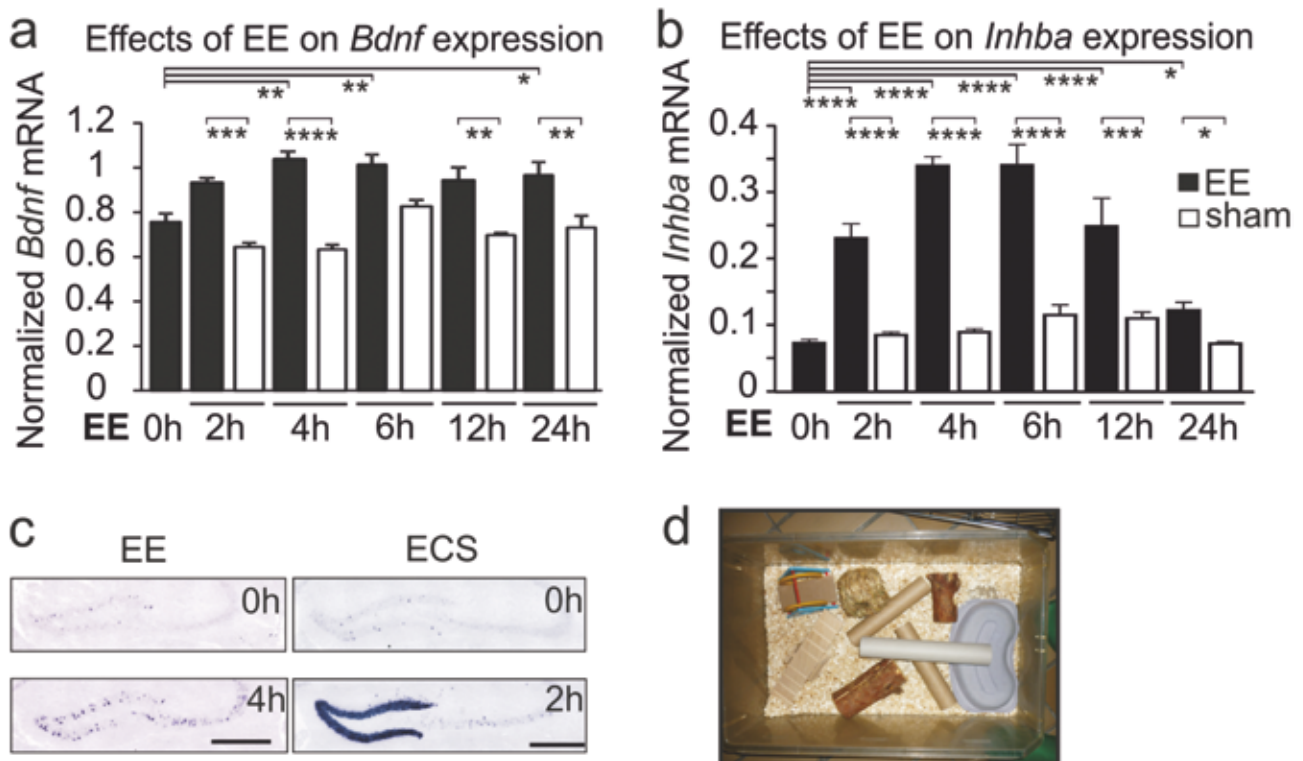 a Effects of EE on Bdnf expression
** ** *
*** **** ** **
Normalized Bdnf mRNA
1.2
1
0.8
0.6
0.4
0.2
0
EE 0h 2h 4h 6h 12h 24h
b Effects of EE on Inhba expression
**** **** **** **** *
**** **** **** *** *
Normalized Inhba mRNA
0.4
0.3
0.2
0.1
0
EE
sham
EE 0h 2h 4h 6h 12h 24h
c
EE ECS
0h 0h
4h 2h
d